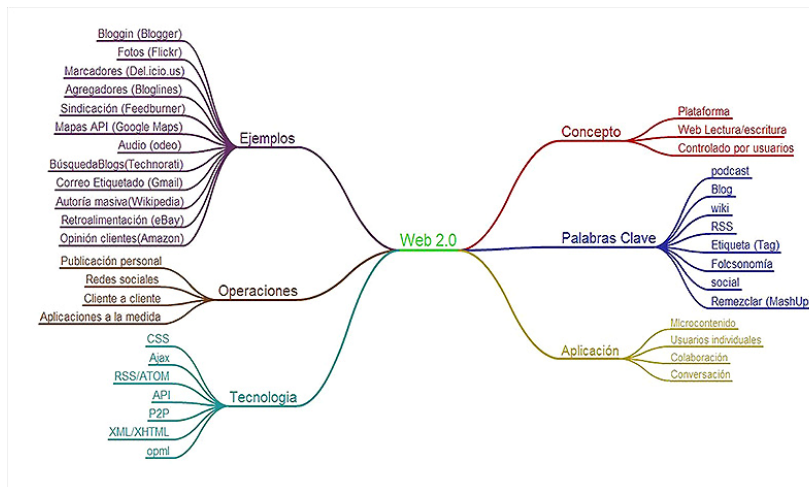 Web 2.0
Ejemplos
Bloggin (Blogger)
Fotos (Flickr)
Marcadores (Del.icio.us)
Agregadores (Bloglines)
Sindicación (Feedburner)
Mapas API (Google Maps)
Audio (odeo)
BúsquedaBlogs(Technorati)
Correo Etiquetado (Gmail)
Autoría masiva(Wikipedia)
Retroalimentación (eBay)
Opinión clientes(Amazon)
Operaciones
Publicación personal
Redes sociales
Cliente a cliente
Aplicaciones a la medida
Tecnologia
CSS
Ajax
RSS/ATOM
API
P2P
XML/XHTML
opml
Concepto
Plataforma
Web Lectura/escritura
Controlado por usuarios
Palabras Clave
podcast
Blog
wiki
RSS
Etiqueta (Tag)
Folcsonomía
social
Remezclar (MashUp
Aplicación
Microcontenido
Usuarios individuales
Colaboración
Conversación